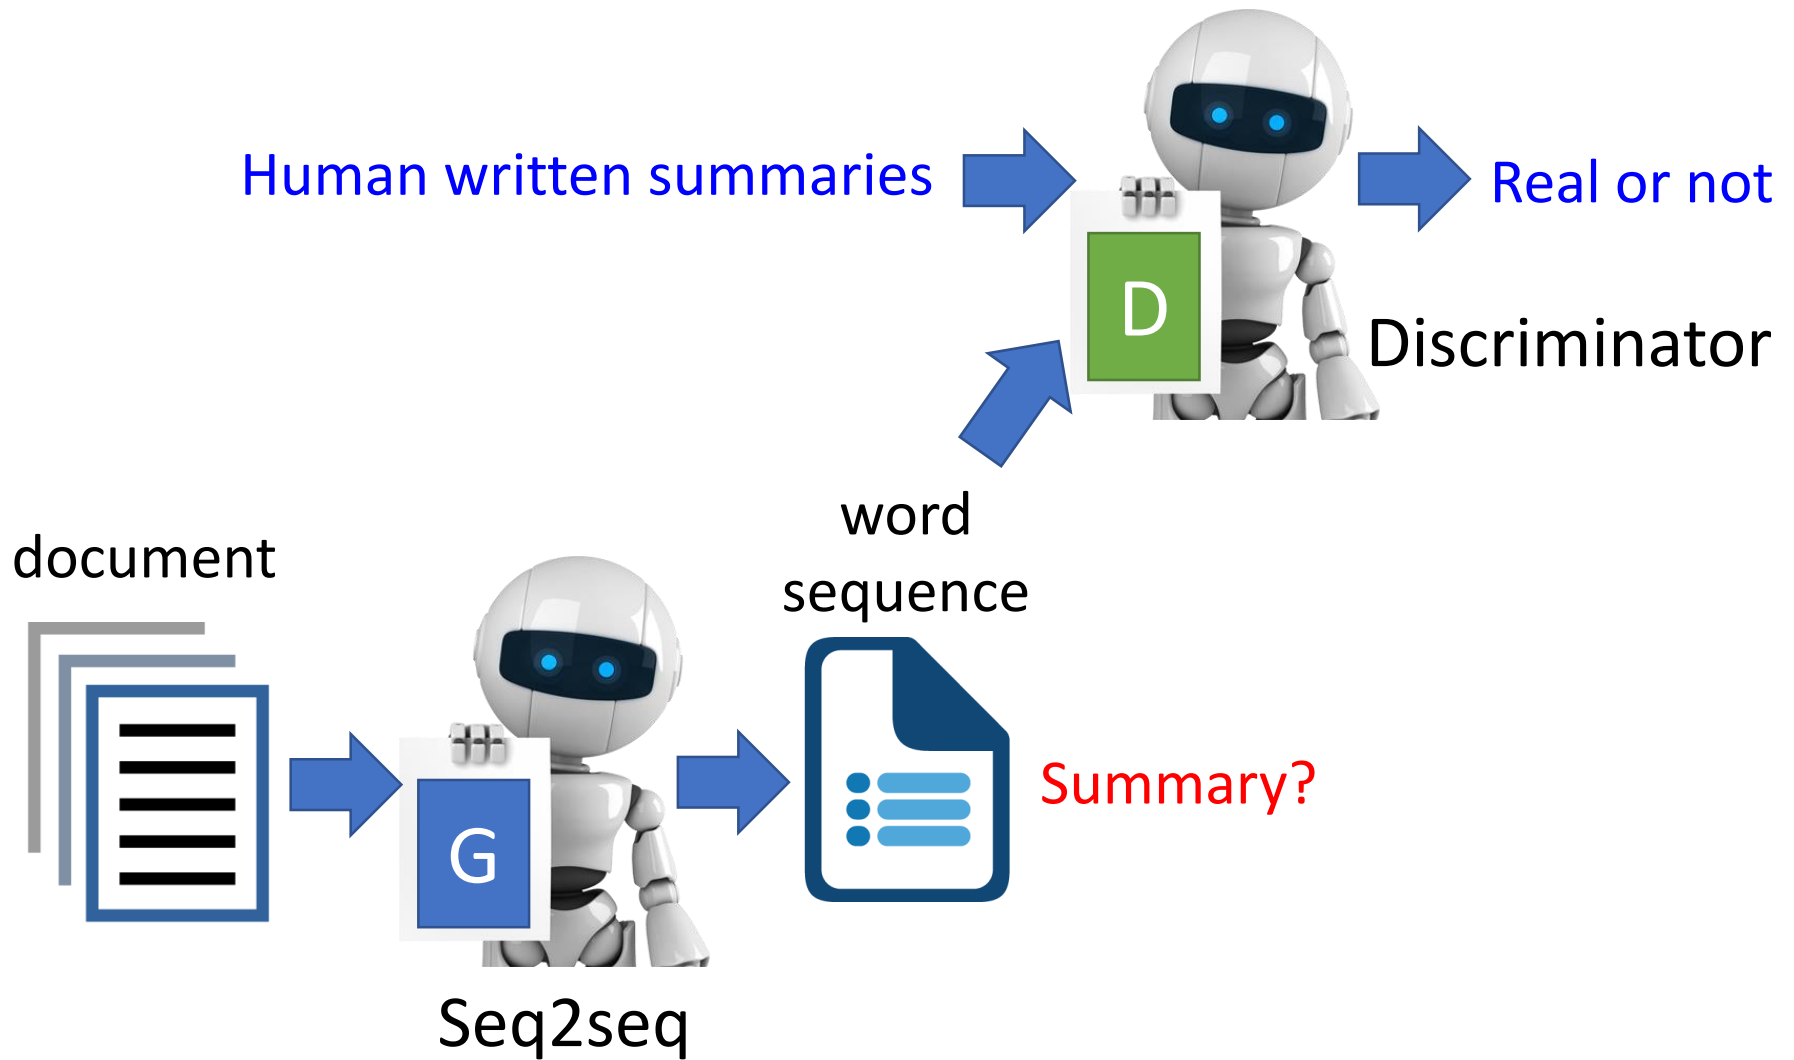 Human written summaries
Real or not
D
Discriminator
word
sequence
document
G
Summary?
Seq2seq